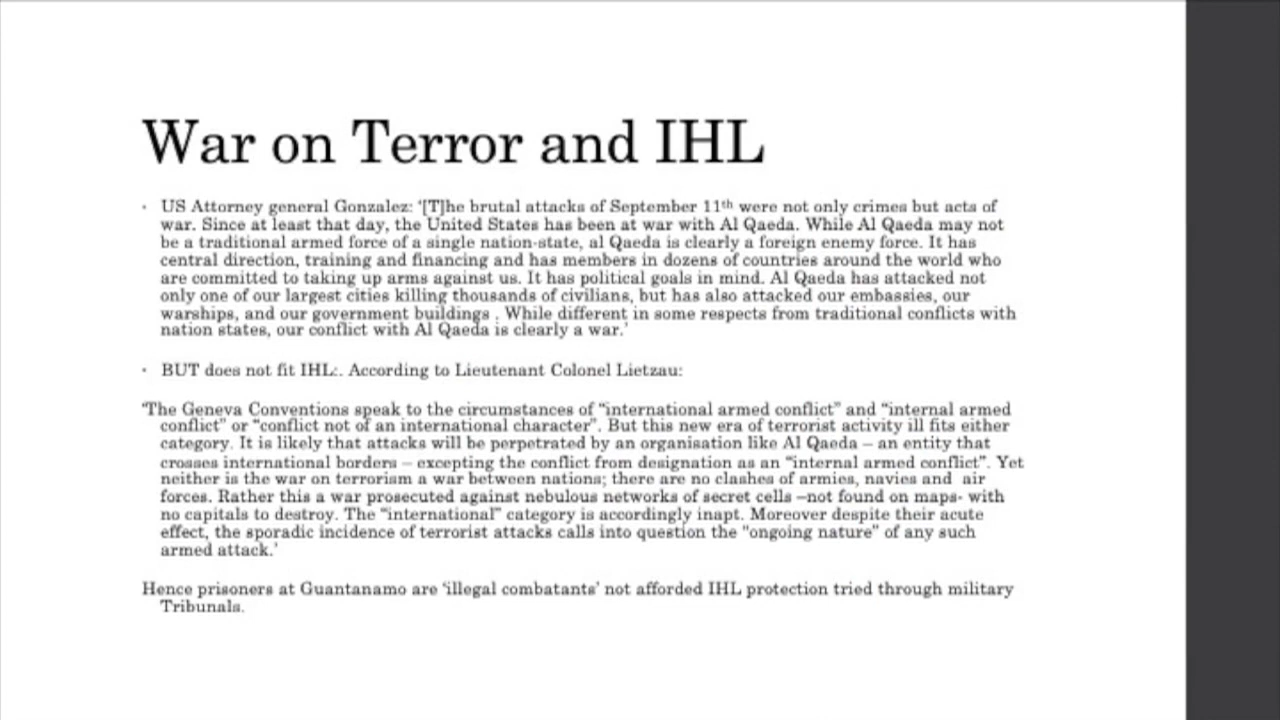 War on Terror and IHL
• US Attorney general Gonzalez: '[T]he brutal attacks of September 11th were not only crimes but acts of
war. Since at least that day, the United States has been at war with Al Qaeda. While Al Qaeda may not
be a traditional armed force of a single nation-state, al Qaeda is clearly a foreign enemy force. It has
central direction, training and financing and has members in dozens of countries around the world who
are committed to taking up arms against us. It has political goals in mind. Al Qaeda has attacked not
only one of our largest cities killing thousands of civilians, but has also attacked our embassies, our
warships, and our government buildings . While different in some respects from traditional conflicts with
nation states, our conflict with Al Qaeda is clearly a war.'
• BUT does not fit IHL:. According to Lieutenant Colonel Lietzau:
'The Geneva Conventions speak to the circumstances of "international armed conflict" and "internal armed
conflict" or "conflict not of an international character". But this new era of terrorist activity ill fits either
category. It is likely that attacks will be perpetrated by an organisation like Al Qaeda – an entity that
crosses international borders – excepting the conflict from designation as an "internal armed conflict". Yet
neither is the war on terrorism a war between nations; there are no clashes of armies, navies and air
forces. Rather this a war prosecuted against nebulous networks of secret cells –not found on maps- with
no capitals to destroy. The "international" category is accordingly inapt. Moreover despite their acute
effect, the sporadic incidence of terrorist attacks calls into question the "ongoing nature" of any such
armed attack.'
Hence prisoners at Guantanamo are 'illegal combatants' not afforded IHL protection tried through military
Tribunals.